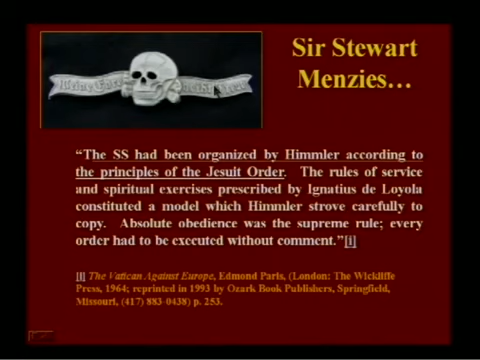 Sir Stewart
Menzies…
“The SS had been organized by Himmler according to
the principles of the Jesuit Order. The rules of service
and spiritual exercises prescribed by Ignatius de Loyola
constituted a model which Himmler strove carefully to
copy. Absolute obedience was the supreme rule; every
order had to be executed without comment.”[i]
[i] The Vatican Against Europe, Edmond Paris, (London: The Wickliffe
Press, 1964; reprinted in 1993 by Ozark Book Publishers, Springfield,
Missouri, (417) 883-0438) p. 253.